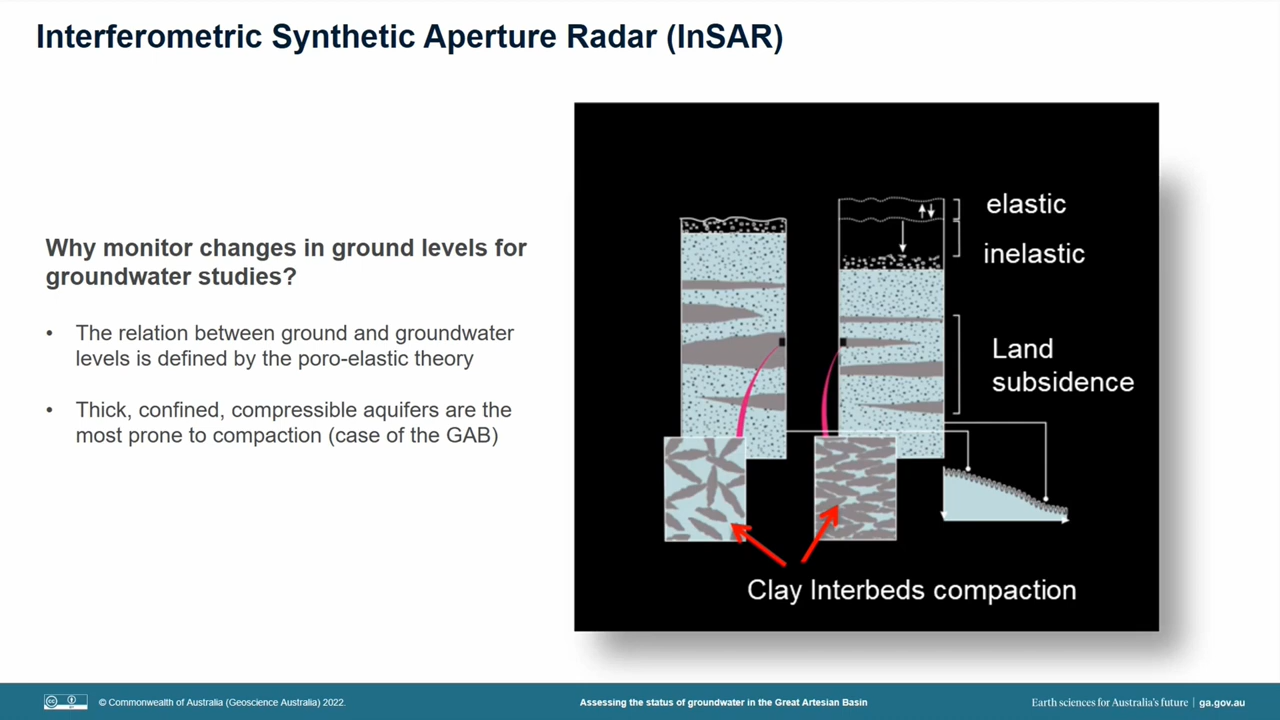 Interferometric Synthetic Aperture Radar (InSAR)
Why monitor changes in ground levels for
groundwater studies?
• The relation between ground and groundwater
levels is defined by the poro-elastic theory
• Thick, confined, compressible aquifers are the
most prone to compaction (case of the GAB)
elastic
inelastic
Land
subsidence
Clay Interbeds compaction
© Commonwealth of Australia (Geoscience Australia) 2022.
Assessing the status of groundwater in the Great Artesian Basin
Earth sciences for Australia's future | ga.gov.au